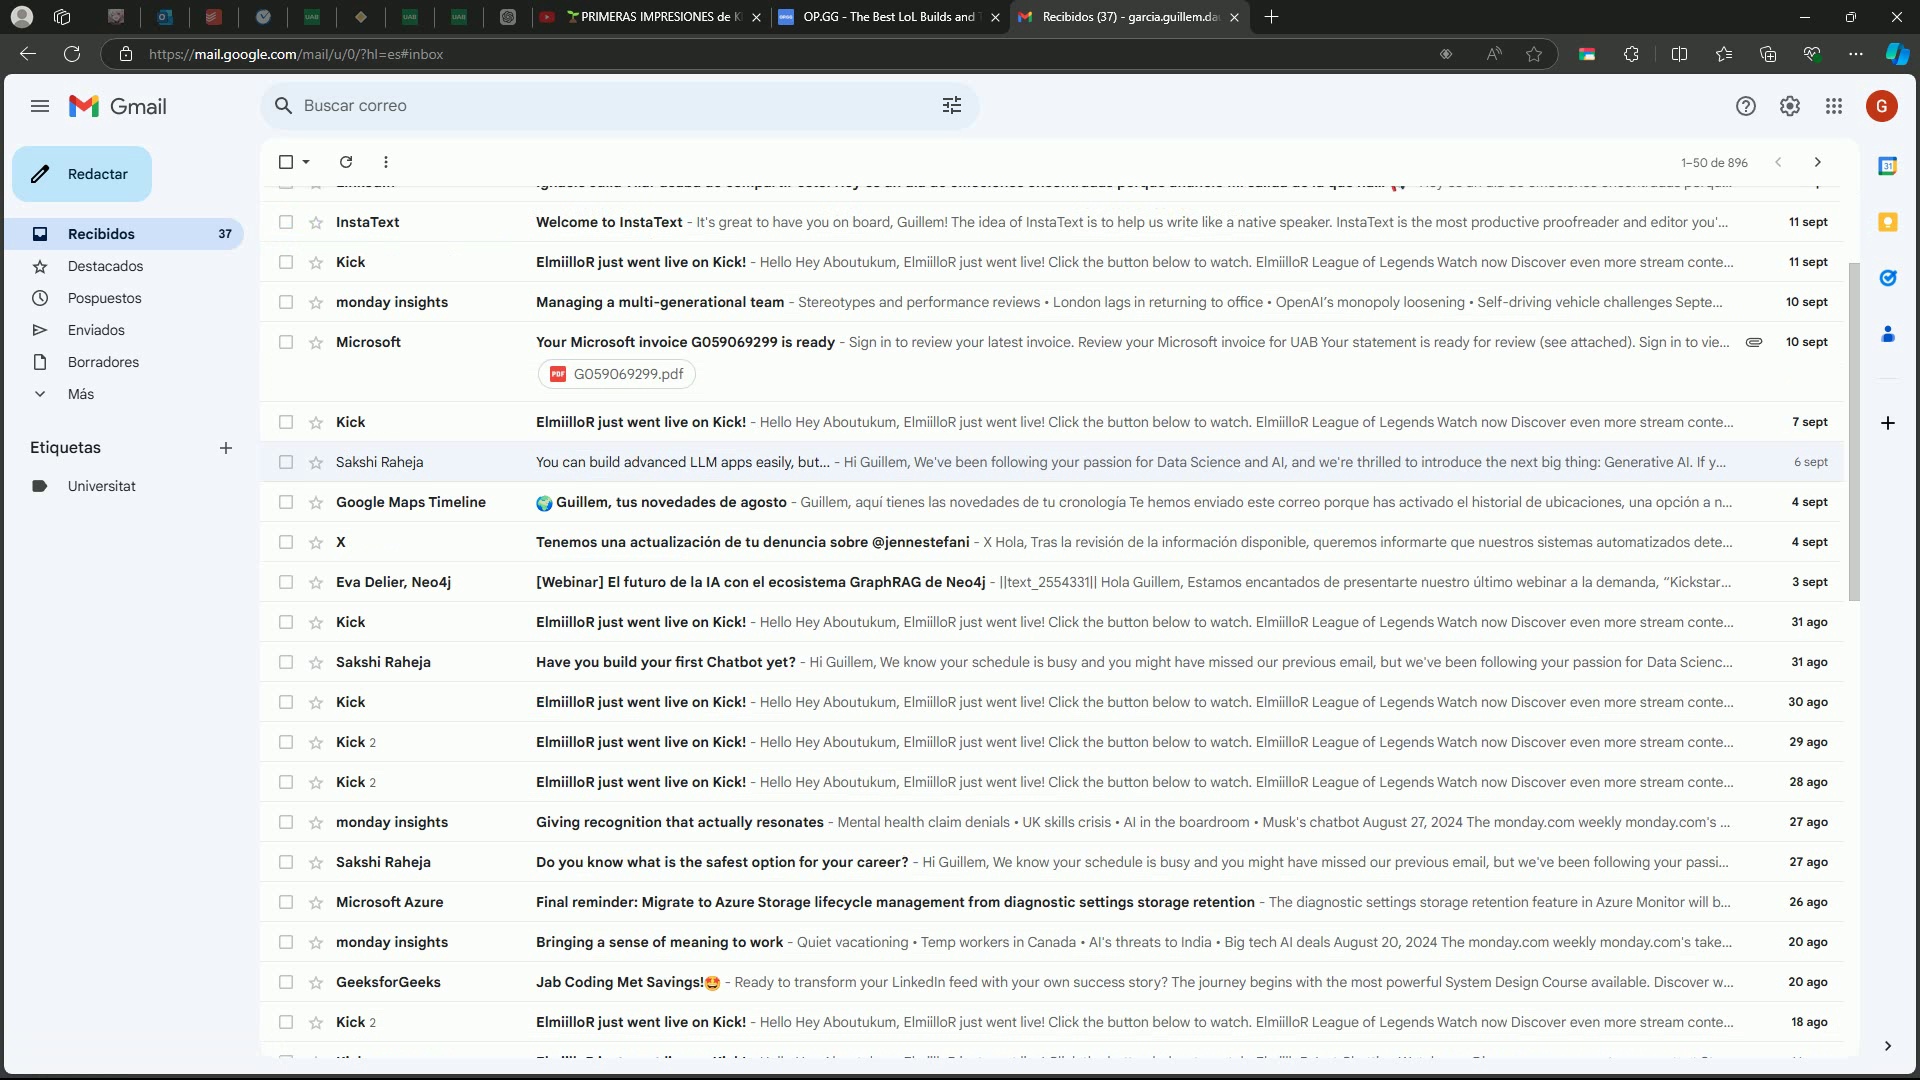 🌱PRIMERAS IMPRESIONES de K
OP.GG - The Best LoL Builds and T
Recibidos (37) - garcia.guillem.da
https://mail.google.com/mail/u/0/?hl=es#inbox
Gmail
Buscar correo
G
Redactar
1–50 de 896
Recibidos 37
Destacados
Pospuestos
Enviados
Borradores
Más
Etiquetas
Universitat
InstaText Welcome to InstaText - It's great to have you on board, Guillem! The idea of InstaText is to help us write like a native speaker. InstaText is the most productive proofreader and editor you'... 11 sept
Kick ElmiilloR just went live on Kick! - Hello Hey Aboutukum, ElmiilloR just went live! Click the button below to watch. ElmiilloR League of Legends Watch now Discover even more stream conte... 11 sept
monday insights Managing a multi-generational team - Stereotypes and performance reviews • London lags in returning to office • OpenAI's monopoly loosening • Self-driving vehicle challenges Septe... 10 sept
Microsoft Your Microsoft invoice G059069299 is ready - Sign in to review your latest invoice. Review your Microsoft invoice for UAB Your statement is ready for review (see attached). Sign in to vie... 10 sept
PDF G059069299.pdf
Kick ElmiilloR just went live on Kick! - Hello Hey Aboutukum, ElmiilloR just went live! Click the button below to watch. ElmiilloR League of Legends Watch now Discover even more stream conte... 7 sept
Sakshi Raheja You can build advanced LLM apps easily, but... - Hi Guillem, We've been following your passion for Data Science and AI, and we're thrilled to introduce the next big thing: Generative AI. If y... 6 sept
Google Maps Timeline 🌍 Guillem, tus novedades de agosto - Guillem, aquí tienes las novedades de tu cronología Te hemos enviado este correo porque has activado el historial de ubicaciones, una opción a n... 4 sept
X Tenemos una actualización de tu denuncia sobre @jennestefani - X Hola, Tras la revisión de la información disponible, queremos informarte que nuestros sistemas automatizados dete... 4 sept
Eva Delier, Neo4j [Webinar] El futuro de la IA con el ecosistema GraphRAG de Neo4j - ||text_2554331|| Hola Guillem, Estamos encantados de presentarte nuestro último webinar a la demanda, "Kickstar... 3 sept
Kick ElmiilloR just went live on Kick! - Hello Hey Aboutukum, ElmiilloR just went live! Click the button below to watch. ElmiilloR League of Legends Watch now Discover even more stream conte... 31 ago
Sakshi Raheja Have you build your first Chatbot yet? - Hi Guillem, We know your schedule is busy and you might have missed our previous email, but we've been following your passion for Data Scienc... 31 ago
Kick ElmiilloR just went live on Kick! - Hello Hey Aboutukum, ElmiilloR just went live! Click the button below to watch. ElmiilloR League of Legends Watch now Discover even more stream conte... 30 ago
Kick 2 ElmiilloR just went live on Kick! - Hello Hey Aboutukum, ElmiilloR just went live! Click the button below to watch. ElmiilloR League of Legends Watch now Discover even more stream conte... 29 ago
Kick 2 ElmiilloR just went live on Kick! - Hello Hey Aboutukum, ElmiilloR just went live! Click the button below to watch. ElmiilloR League of Legends Watch now Discover even more stream conte... 28 ago
monday insights Giving recognition that actually resonates - Mental health claim denials • UK skills crisis • AI in the boardroom • Musk's chatbot August 27, 2024 The monday.com weekly monday.com's ... 27 ago
Sakshi Raheja Do you know what is the safest option for your career? - Hi Guillem, We know your schedule is busy and you might have missed our previous email, but we've been following your passi... 27 ago
Microsoft Azure Final reminder: Migrate to Azure Storage lifecycle management from diagnostic settings storage retention - The diagnostic settings storage retention feature in Azure Monitor will b... 26 ago
monday insights Bringing a sense of meaning to work - Quiet vacationing • Temp workers in Canada • AI's threats to India • Big tech AI deals August 20, 2024 The monday.com weekly monday.com's take... 20 ago
GeeksforGeeks Jab Coding Met Savings!🤩 - Ready to transform your LinkedIn feed with your own success story? The journey begins with the most powerful System Design Course available. Discover w... 20 ago
Kick 2 ElmiilloR just went live on Kick! - Hello Hey Aboutukum, ElmiilloR just went live! Click the button below to watch. ElmiilloR League of Legends Watch now Discover even more stream conte... 18 ago